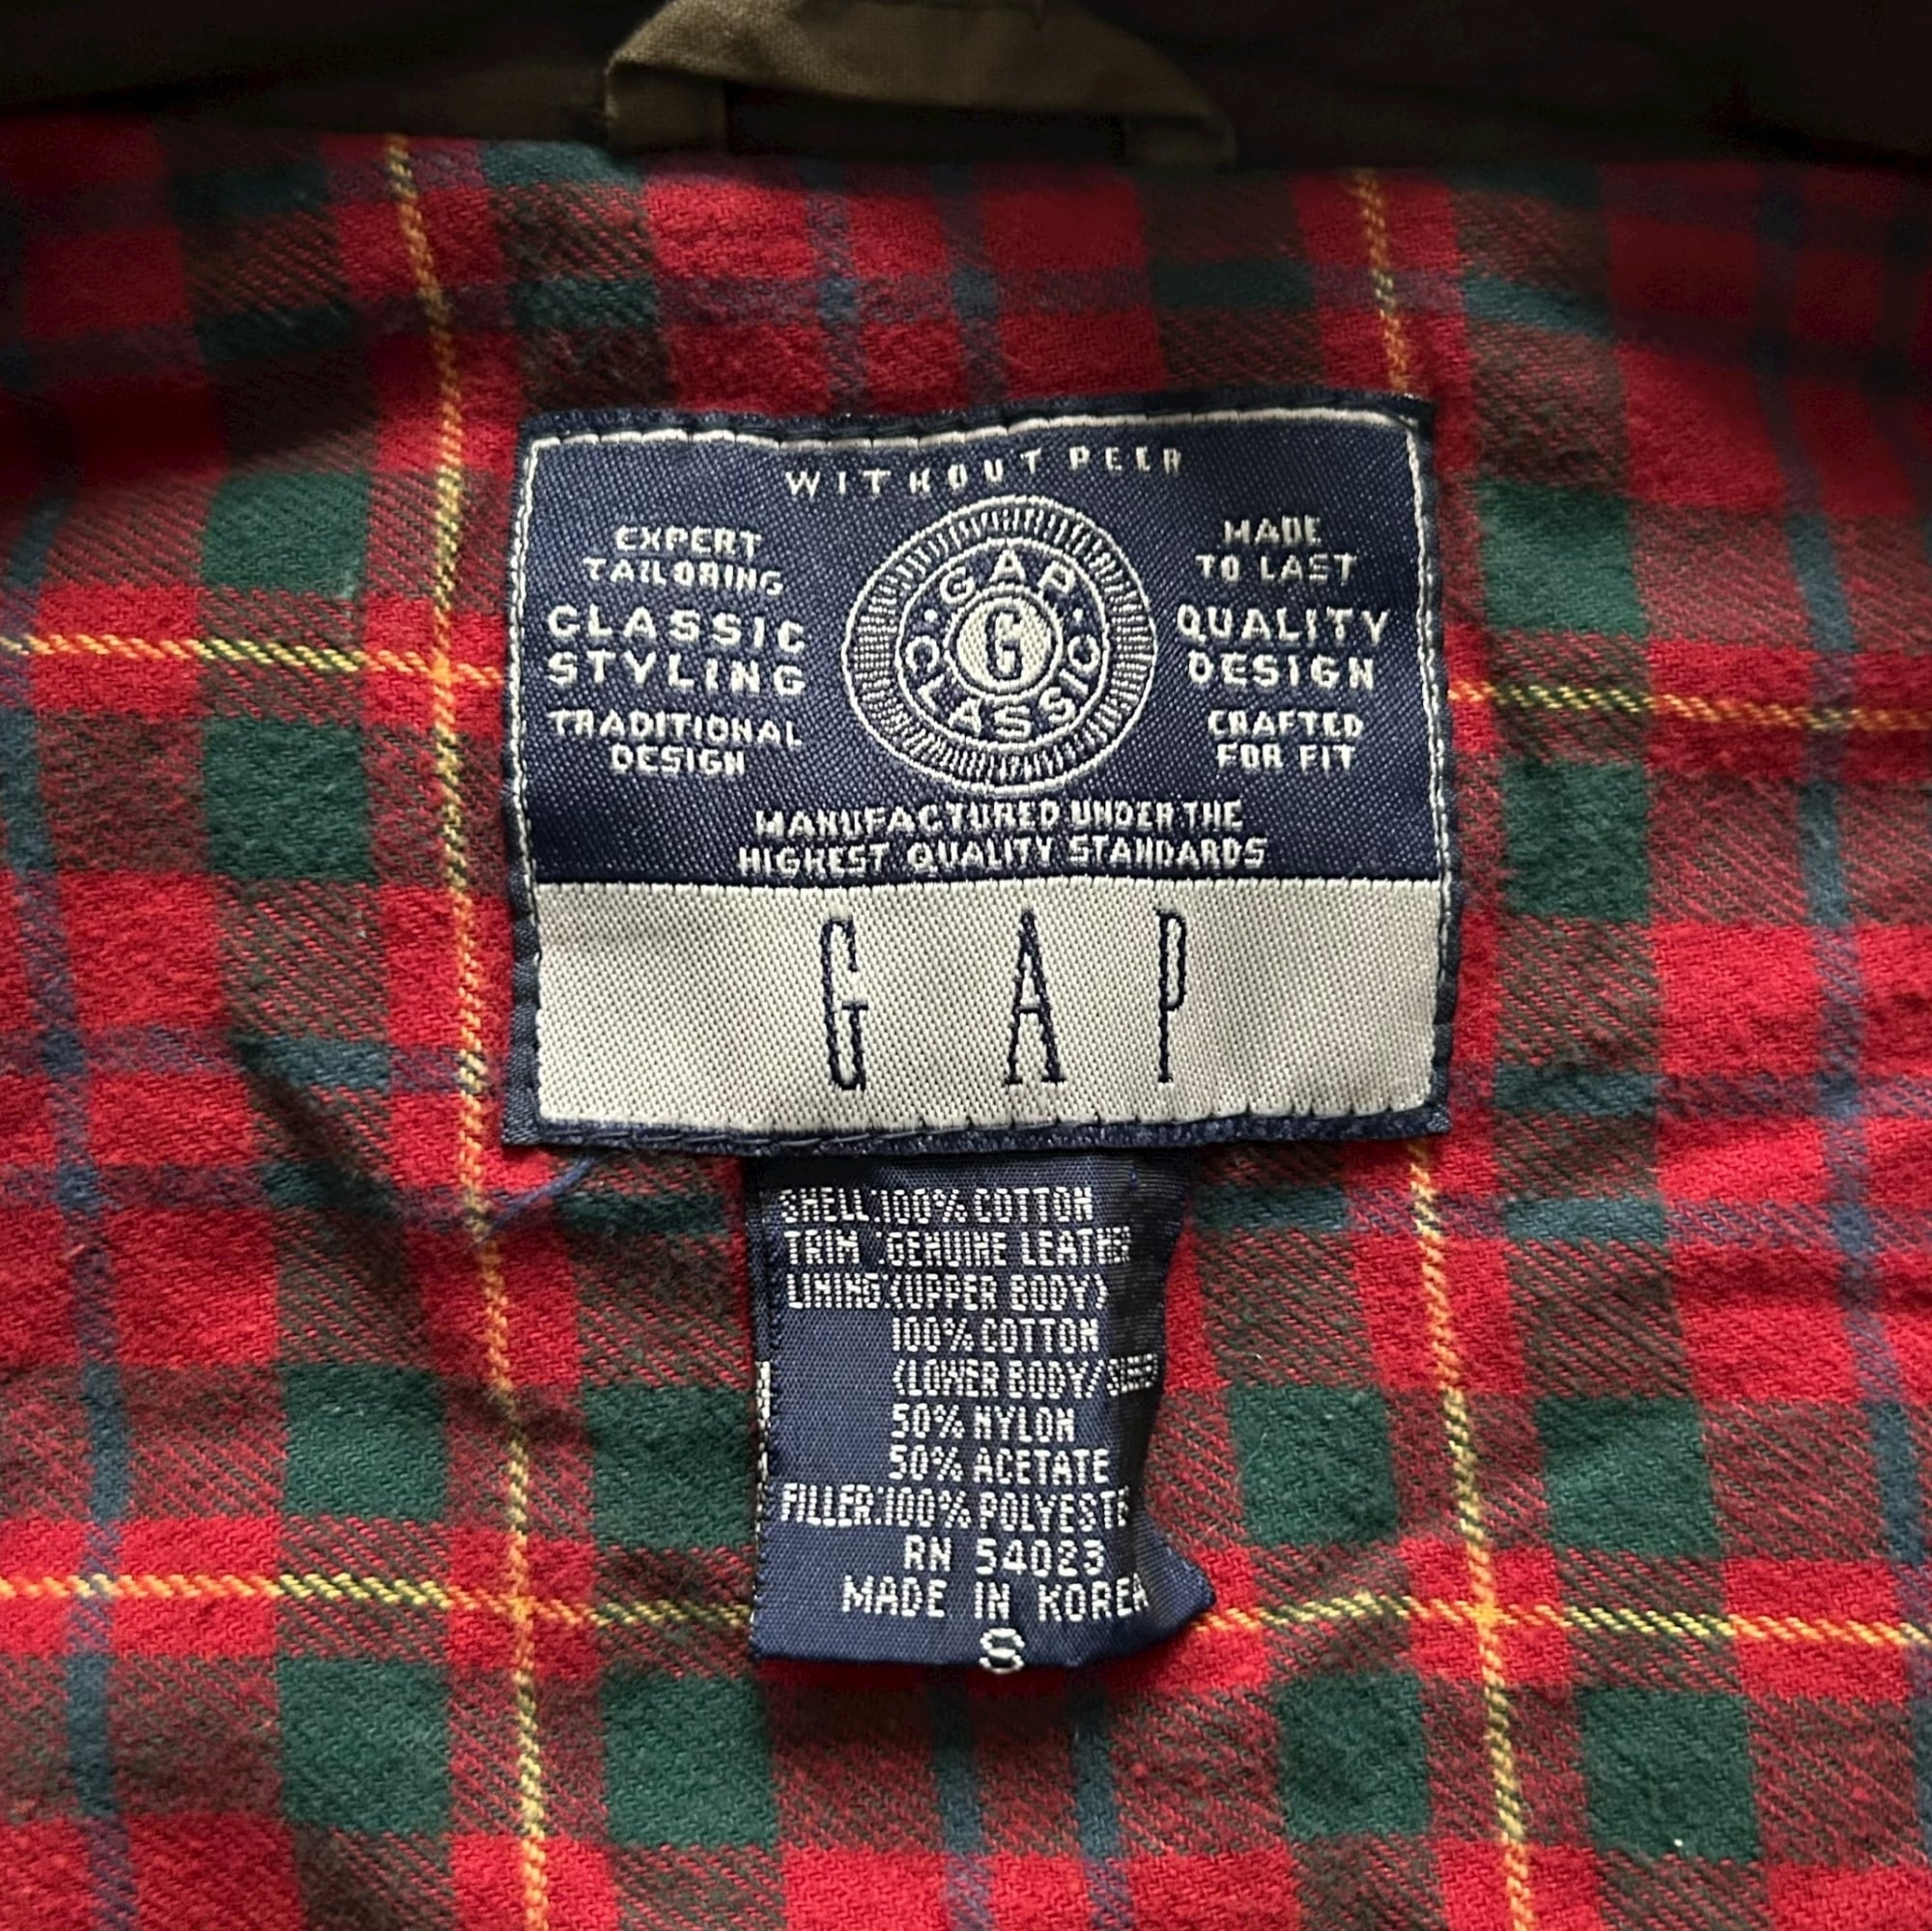 WITHOUT PEER
EXPERT
TAILORING
CLASSIC
STYLING
TRADITIONAL
DESIGN
·GAP·
G
CLASSIC
MADE
TO LAST
QUALITY
DESIGN
CRAFTED
FOR FIT
MANUFACTURED UNDER THE
HIGHEST QUALITY STANDARDS
GAP
SHELL:100% COTTON
TRIM :GENUINE LEATHER
LINING:(UPPER BODY)
100% COTTON
(LOWER BODY/
50% NYLON
50% ACETATE
FILLER:100% POLYESTE
RN 54023
MADE IN KOREA
S